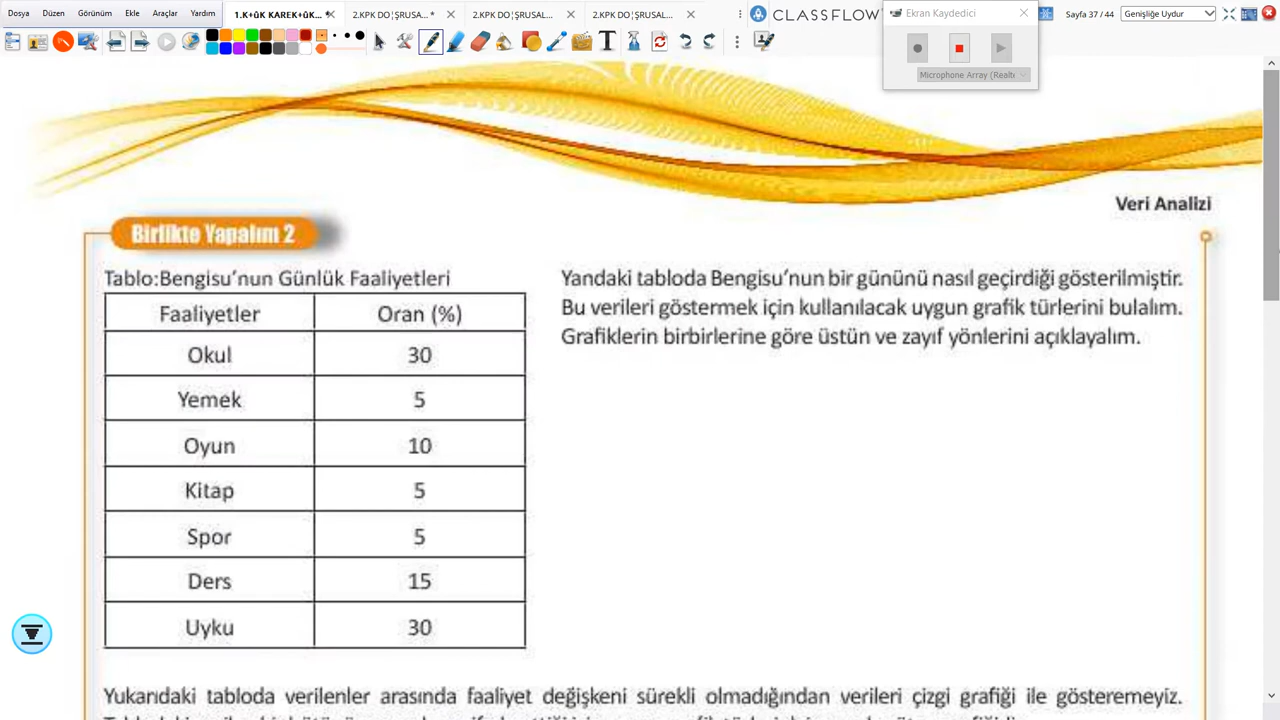 Dosya Düzen Görünüm Ekle Araçlar Yardım
1.K+ûK KAREK+ûK...*
2.KPK DO¦ŞRUSA...*
2.KPK DO¦ŞRUSAL...
2.KPK DO¦ŞRUSAL...
CLASSFLOW
Ekran Kaydedici
Microphone Array (Realte
Sayfa 37 / 44
Genişliğe Uydur
Veri Analizi
Birlikte Yapalım 2
Tablo:Bengisu’nun Günlük Faaliyetleri
Faaliyetler Oran (%)
Okul 30
Yemek 5
Oyun 10
Kitap 5
Spor 5
Ders 15
Uyku 30
Yandaki tabloda Bengisu’nun bir gününü nasıl geçirdiği gösterilmiştir.
Bu verileri göstermek için kullanılacak uygun grafik türlerini bulalım.
Grafiklerin birbirlerine göre üstün ve zayıf yönlerini açıklayalım.
Yukarıdaki tabloda verilenler arasında faaliyet değişkeni sürekli olmadığından verileri çizgi grafiği ile gösteremeyiz.